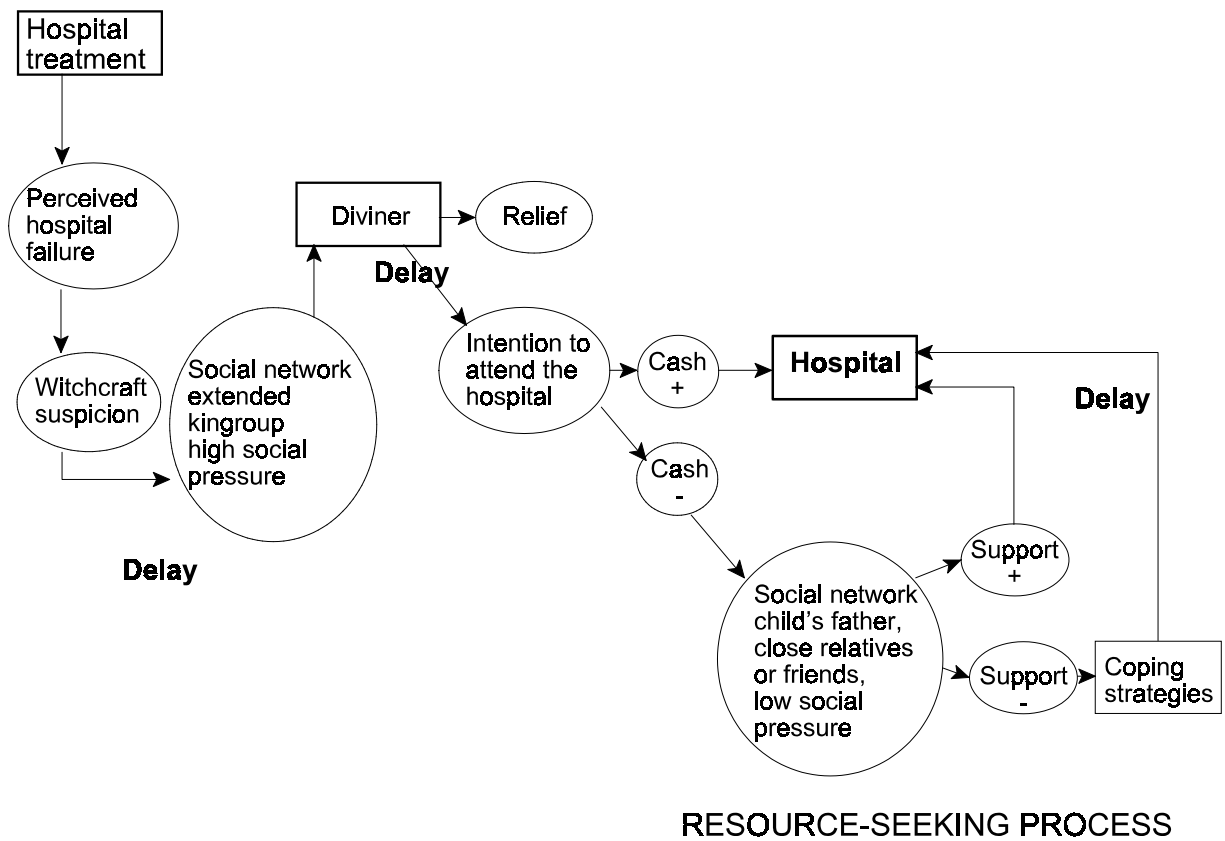 Hospital
treatment
Perceived
hospital
failure
Witchcraft
suspicion
Delay
Social network
extended
kingroup
high social
pressure
Diviner
Relief
Delay
Intention to
attend the
hospital
Cash
+
Hospital
Cash
-
Social network
child's father,
close relatives
or friends,
low social
pressure
Support
+
Support
-
Coping
strategies
Delay
RESOURCE-SEEKING PROCESS